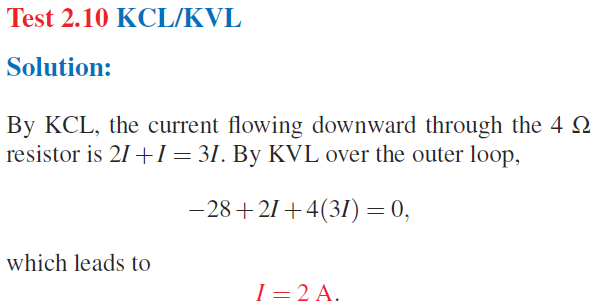 Test 2.10 KCL/KVL
Solution:
By KCL, the current flowing downward through the 4 Ω
resistor is 2I + I = 3I. By KVL over the outer loop,
−28 + 2I + 4(3I) = 0,
which leads to
I = 2 A.